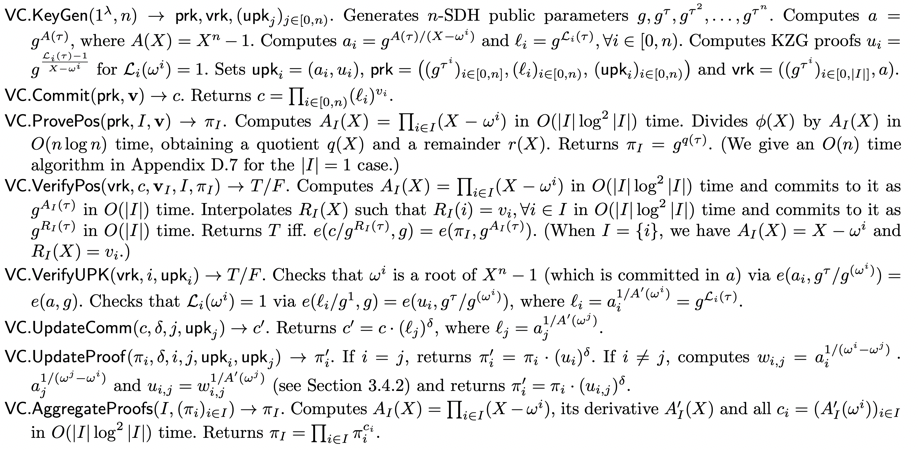 VC.KeyGen(1^λ, n) → prk, vrk, (upk_j)_{j∈[0,n)}. Generates n-SDH public parameters g, g^τ, g^{τ^2}, . . . , g^{τ^n}. Computes a =
g^{A(τ)}, where A(X) = X^n − 1. Computes a_i = g^{A(τ)/(X−ω^i)} and ℓ_i = g^{ℒ_i(τ)}, ∀i ∈ [0, n). Computes KZG proofs u_i =
g^{\frac{ℒ_i(τ)−1}{X−ω^i}} for ℒ_i(ω^i) = 1. Sets upk_i = (a_i, u_i), prk = ((g^{τ^i})_{i∈[0,n]}, (ℓ_i)_{i∈[0,n)}, (upk_i)_{i∈[0,n)}) and vrk = ((g^{τ^i})_{i∈[0,|I|]}, a).
VC.Commit(prk, v) → c. Returns c = ∏_{i∈[0,n)}(ℓ_i)^{v_i}.
VC.ProvePos(prk, I, v) → π_I. Computes A_I(X) = ∏_{i∈I}(X − ω^i) in O(|I| log^2 |I|) time. Divides ϕ(X) by A_I(X) in
O(n log n) time, obtaining a quotient q(X) and a remainder r(X). Returns π_I = g^{q(τ)}. (We give an O(n) time
algorithm in Appendix D.7 for the |I| = 1 case.)
VC.VerifyPos(vrk, c, v_I, I, π_I) → T/F. Computes A_I(X) = ∏_{i∈I}(X − ω^i) in O(|I| log^2 |I|) time and commits to it as
g^{A_I(τ)} in O(|I|) time. Interpolates R_I(X) such that R_I(i) = v_i, ∀i ∈ I in O(|I| log^2 |I|) time and commits to it as
g^{R_I(τ)} in O(|I|) time. Returns T iff. e(c/g^{R_I(τ)}, g) = e(π_I, g^{A_I(τ)}). (When I = {i}, we have A_I(X) = X − ω^i and
R_I(X) = v_i.)
VC.VerifyUPK(vrk, i, upk_i) → T/F. Checks that ω^i is a root of X^n − 1 (which is committed in a) via e(a_i, g^τ/g^{(ω^i)}) =
e(a, g). Checks that ℒ_i(ω^i) = 1 via e(ℓ_i/g^1, g) = e(u_i, g^τ/g^{(ω^i)}), where ℓ_i = a_i^{1/A′(ω^i)} = g^{ℒ_i(τ)}.
VC.UpdateComm(c, δ, j, upk_j) → c′. Returns c′ = c · (ℓ_j)^δ, where ℓ_j = a_j^{1/A′(ω^j)}.
VC.UpdateProof(π_i, δ, i, j, upk_i, upk_j) → π′_i. If i = j, returns π′_i = π_i · (u_i)^δ. If i ≠ j, computes w_{i,j} = a_i^{1/(ω^i−ω^j)} ·
a_j^{1/(ω^j−ω^i)} and u_{i,j} = w_{i,j}^{1/A′(ω^j)} (see Section 3.4.2) and returns π′_i = π_i · (u_{i,j})^δ.
VC.AggregateProofs(I, (π_i)_{i∈I}) → π_I. Computes A_I(X) = ∏_{i∈I}(X − ω^i), its derivative A′_I(X) and all c_i = (A′_I(ω^i))_{i∈I}
in O(|I| log^2 |I|) time. Returns π_I = ∏_{i∈I} π_i^{c_i}.